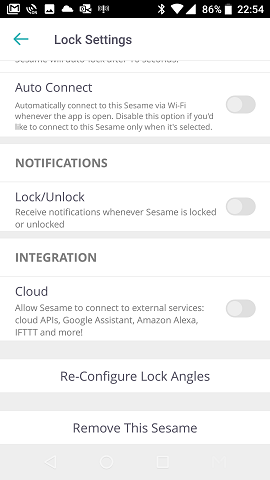 86% 22:54
Lock Settings
Sesame will auto-lock after 10 seconds,
Auto Connect
Automatically connect to this Sesame via Wi-Fi
whenever the app is open. Disable this option if you'd
like to connect to this Sesame only when it's selected.
NOTIFICATIONS
Lock/Unlock
Receive notifications whenever Sesame is locked
or unlocked
INTEGRATION
Cloud
Allow Sesame to connect to external services:
cloud APIs, Google Assistant, Amazon Alexa,
IFTTT and more!
Re-Configure Lock Angles
Remove This Sesame